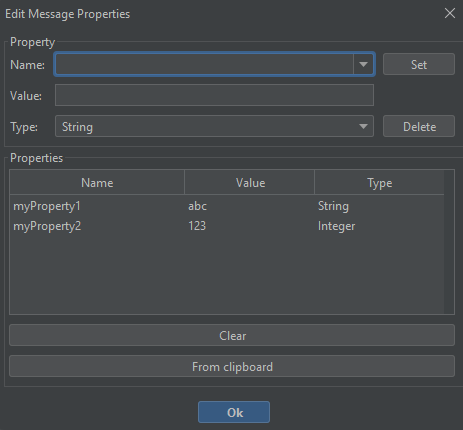 Edit Message Properties
Property
Name: Set
Value:
Type: String Delete
Properties
Name Value Type
myProperty1 abc String
myProperty2 123 Integer
Clear
From clipboard
Ok